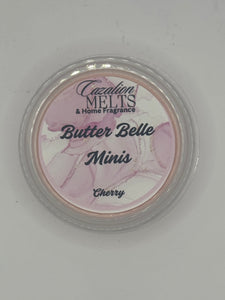 Cazalion
MELTS
& Home Fragrance
Butter Belle
Minis
Cherry